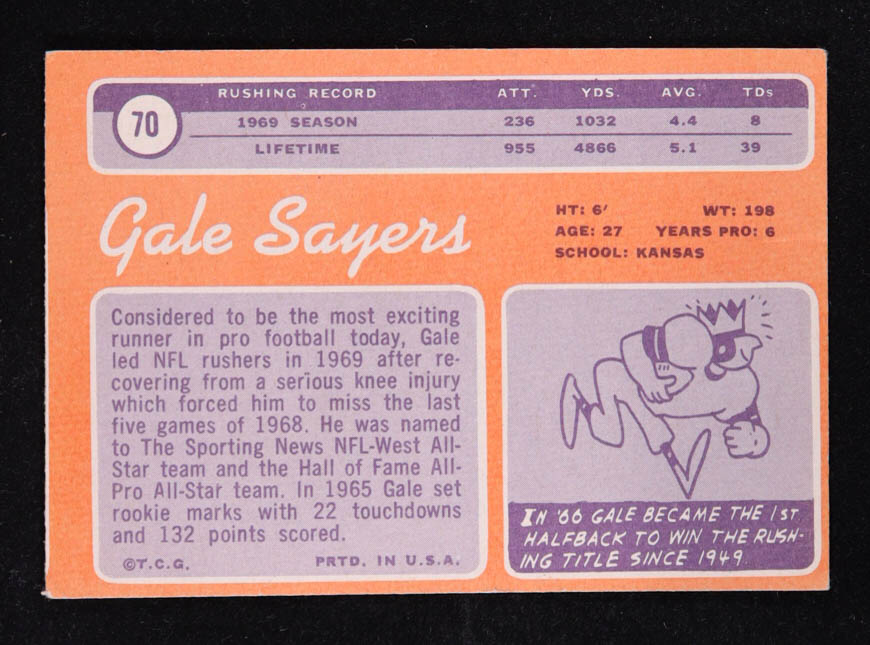 70
RUSHING RECORD ATT. YDS. AVG. TDs
1969 SEASON 236 1032 4.4 8
LIFETIME 955 4866 5.1 39
Gale Sayers
HT: 6' WT: 198
AGE: 27 YEARS PRO: 6
SCHOOL: KANSAS
Considered to be the most exciting
runner in pro football today, Gale
led NFL rushers in 1969 after re-
covering from a serious knee injury
which forced him to miss the last
five games of 1968. He was named
to The Sporting News NFL-West All-
Star team and the Hall of Fame All-
Pro All-Star team. In 1965 Gale set
rookie marks with 22 touchdowns
and 132 points scored.
©T.C.G. PRTD. IN U.S.A.
IN '66 GALE BECAME THE 1ST
HALFBACK TO WIN THE RUSH-
ING TITLE SINCE 1949.